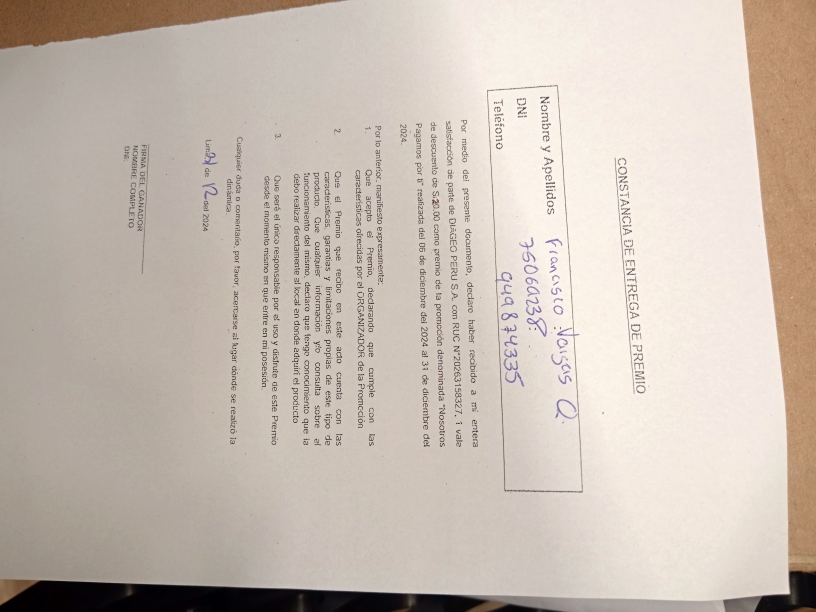 CONSTANCIA DE ENTREGA DE PREMIO
Nombre y Apellidos Francisco Vargas Q.
DNI
Teléfono 949874335
Por medio del presente documento, declaro haber recibido a mi entera
satisfacción de parte de DIAGEO PERU S.A. con RUC N°20263158327, 1 vale
de descuento de S/20.00 como premio de la promoción denominada "Nosotros
Pagamos por ti" realizada del 06 de diciembre del 2024 al 31 de diciembre del
2024.
Por lo anterior, manifiesto expresamente:
1. Que acepto el Premio, declarando que cumple con las
características ofrecidas por el ORGANIZADOR de la Promoción
2. Que el Premio que recibo en este acto cuenta con las
características, garantías y limitaciones propias de este tipo de
producto. Que cualquier información y/o consulta sobre el
funcionamiento del mismo, declaro que tengo conocimiento que la
debo realizar directamente al local en donde adquirí el producto
3. Que seré el único responsable por el uso y disfrute de este Premio
desde el momento mismo en que entre en mi posesión.
Cualquier duda o comentario, por favor, acercarse al lugar donde se realizó la
dinámica.
Lima, de 12 del 2024
FIRMA DEL GANADOR
NOMBRE COMPLETO
DNI: